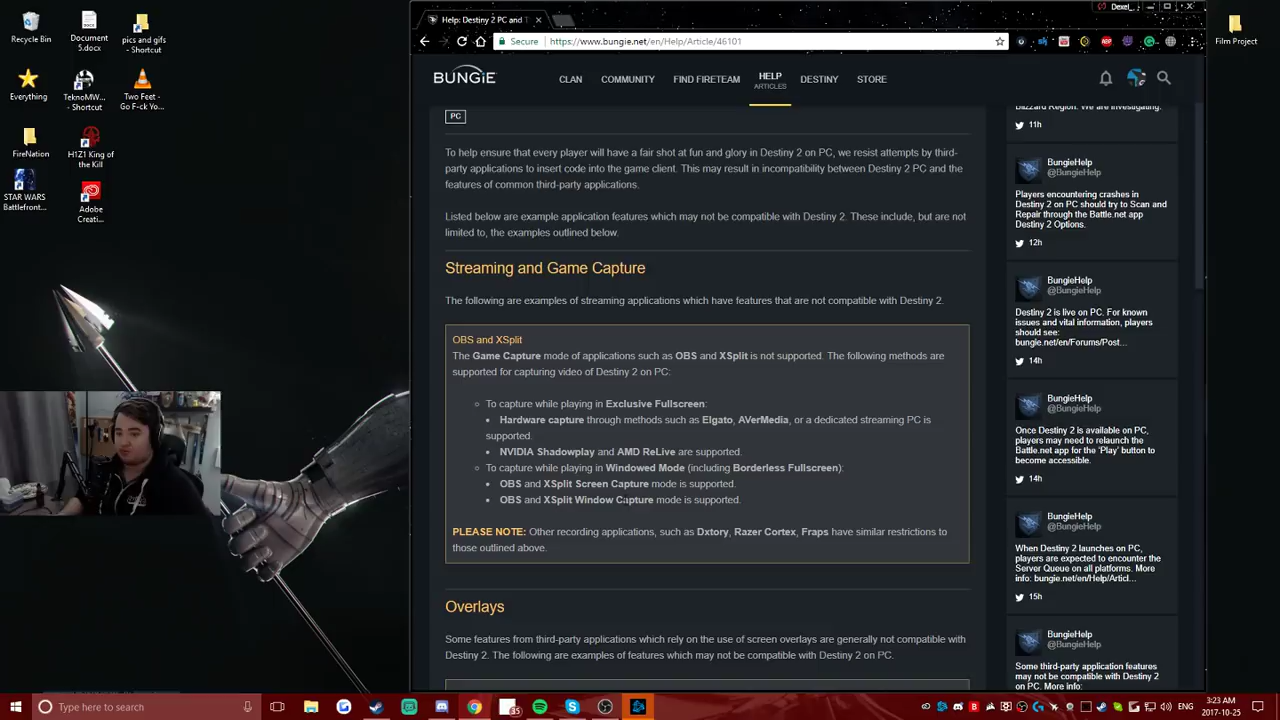 Recycle Bin
Document
5.docx
pics and gifs
- Shortcut
Everything
TeknoMW...
- Shortcut
Two Feet -
Go F-ck Yo...
FireNation
H1Z1 King of
the Kill
STAR WARS
Battlefront...
Adobe
Creati...
Film Project
Help: Destiny 2 PC and T
Dexel_
Secure
https://www.bungie.net/en/Help/Article/46101
BUNGIE
CLAN
COMMUNITY
FIND FIRETEAM
HELP
ARTICLES
DESTINY
STORE
PC
To help ensure that every player will have a fair shot at fun and glory in Destiny 2 on PC, we resist attempts by third-
party applications to insert code into the game client. This may result in incompatibility between Destiny 2 PC and the
features of common third-party applications.
Listed below are example application features which may not be compatible with Destiny 2. These include, but are not
limited to, the examples outlined below.
Streaming and Game Capture
The following are examples of streaming applications which have features that are not compatible with Destiny 2.
OBS and XSplit
The Game Capture mode of applications such as OBS and XSplit is not supported. The following methods are
supported for capturing video of Destiny 2 on PC:
To capture while playing in Exclusive Fullscreen:
Hardware capture through methods such as Elgato, AVerMedia, or a dedicated streaming PC is
supported.
NVIDIA Shadowplay and AMD ReLive are supported.
To capture while playing in Windowed Mode (including Borderless Fullscreen):
OBS and XSplit Screen Capture mode is supported.
OBS and XSplit Window Capture mode is supported.
PLEASE NOTE: Other recording applications, such as Dxtory, Razer Cortex, Fraps have similar restrictions to
those outlined above.
Overlays
Some features from third-party applications which rely on the use of screen overlays are generally not compatible with
Destiny 2. The following are examples of features which may not be compatible with Destiny 2 on PC.
Blizzard Region. We are investigating.
11h
BungieHelp
@BungieHelp
Players encountering crashes in
Destiny 2 on PC should try to Scan and
Repair through the Battle.net app
Destiny 2 Options.
12h
BungieHelp
@BungieHelp
Destiny 2 is live on PC. For known
issues and vital information, players
should see:
bungie.net/en/Forums/Post...
14h
BungieHelp
@BungieHelp
Once Destiny 2 is available on PC,
players may need to relaunch the
Battle.net app for the 'Play' button to
become accessible.
14h
BungieHelp
@BungieHelp
When Destiny 2 launches on PC,
players are expected to encounter the
Server Queue on all platforms. More
info: bungie.net/en/Help/Articl...
15h
BungieHelp
@BungieHelp
Some third-party application features
may not be compatible with Destiny 2
on PC. More info:
Type here to search
3:23 AM
2017-10-25